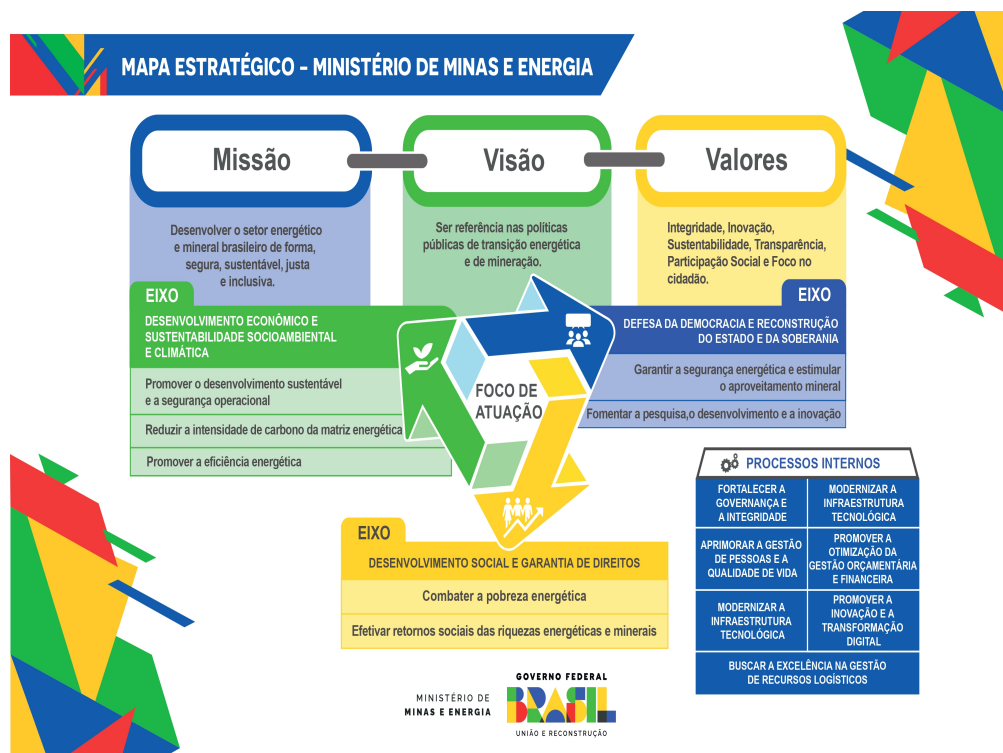 MAPA ESTRATÉGICO – MINISTÉRIO DE MINAS E ENERGIA
Missão
Visão
Valores
Desenvolver o setor energético
e mineral brasileiro de forma,
segura, sustentável, justa
e inclusiva.
Ser referência nas políticas
públicas de transição energética
e de mineração.
Integridade, Inovação,
Sustentabilidade, Transparência,
Participação Social e Foco no
cidadão.
EIXO
DESENVOLVIMENTO ECONÔMICO E
SUSTENTABILIDADE SOCIOAMBIENTAL
E CLIMÁTICA
Promover o desenvolvimento sustentável
e a segurança operacional
Reduzir a intensidade de carbono da matriz energética
Promover a eficiência energética
FOCO DE
ATUAÇÃO
EIXO
DEFESA DA DEMOCRACIA E RECONSTRUÇÃO
DO ESTADO E DA SOBERANIA
Garantir a segurança energética e estimular
o aproveitamento mineral
Fomentar a pesquisa,o desenvolvimento e a inovação
EIXO
DESENVOLVIMENTO SOCIAL E GARANTIA DE DIREITOS
Combater a pobreza energética
Efetivar retornos sociais das riquezas energéticas e minerais
PROCESSOS INTERNOS
FORTALECER A
GOVERNANÇA E
A INTEGRIDADE
MODERNIZAR A
INFRAESTRUTURA
TECNOLÓGICA
APRIMORAR A GESTÃO
DE PESSOAS E A
QUALIDADE DE VIDA
PROMOVER A
OTIMIZAÇÃO DA
GESTÃO ORÇAMENTÁRIA
E FINANCEIRA
MODERNIZAR A
INFRAESTRUTURA
TECNOLÓGICA
PROMOVER A
INOVAÇÃO E A
TRANSFORMAÇÃO
DIGITAL
BUSCAR A EXCELÊNCIA NA GESTÃO
DE RECURSOS LOGÍSTICOS
MINISTÉRIO DE
MINAS E ENERGIA
GOVERNO FEDERAL
BRASIL
UNIÃO E RECONSTRUÇÃO